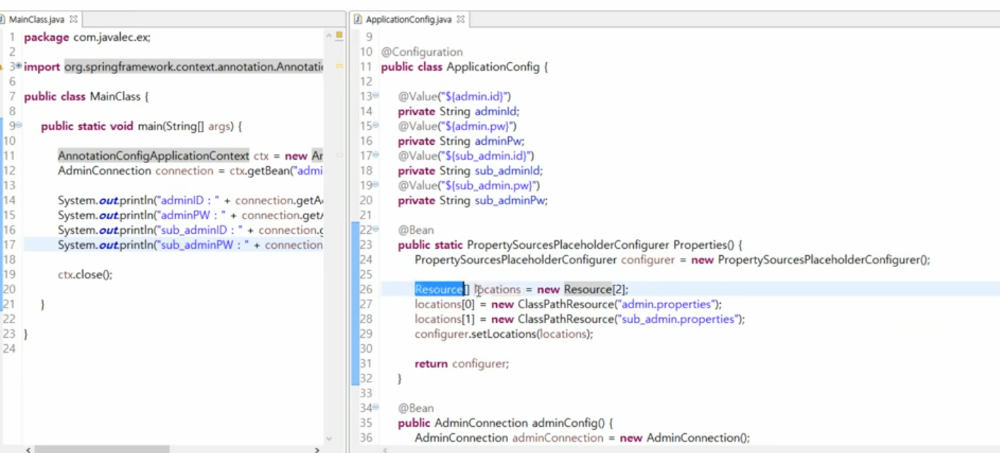 MainClass.java
1 package com.javalec.ex;
2
3 import org.springframework.context.annotation.Annotati
6
7 public class MainClass {
8
9 public static void main(String[] args) {
10
11 AnnotationConfigApplicationContext ctx = new An
12 AdminConnection connection = ctx.getBean("admi
13
14 System.out.println("adminID : " + connection.getA
15 System.out.println("adminPW : " + connection.getA
16 System.out.println("sub_adminID : " + connection.g
17 System.out.println("sub_adminPW : " + connection
18
19 ctx.close();
20
21 }
22
23 }
24
ApplicationConfig.java
9
10 @Configuration
11 public class ApplicationConfig {
12
13 @Value("${admin.id}")
14 private String adminId;
15 @Value("${admin.pw}")
16 private String adminPw;
17 @Value("${sub_admin.id}")
18 private String sub_adminId;
19 @Value("${sub_admin.pw}")
20 private String sub_adminPw;
21
22 @Bean
23 public static PropertySourcesPlaceholderConfigurer Properties() {
24 PropertySourcesPlaceholderConfigurer configurer = new PropertySourcesPlaceholderConfigurer();
25
26 Resource[] locations = new Resource[2];
27 locations[0] = new ClassPathResource("admin.properties");
28 locations[1] = new ClassPathResource("sub_admin.properties");
29 configurer.setLocations(locations);
30
31 return configurer;
32 }
33
34 @Bean
35 public AdminConnection adminConfig() {
36 AdminConnection adminConnection = new AdminConnection();